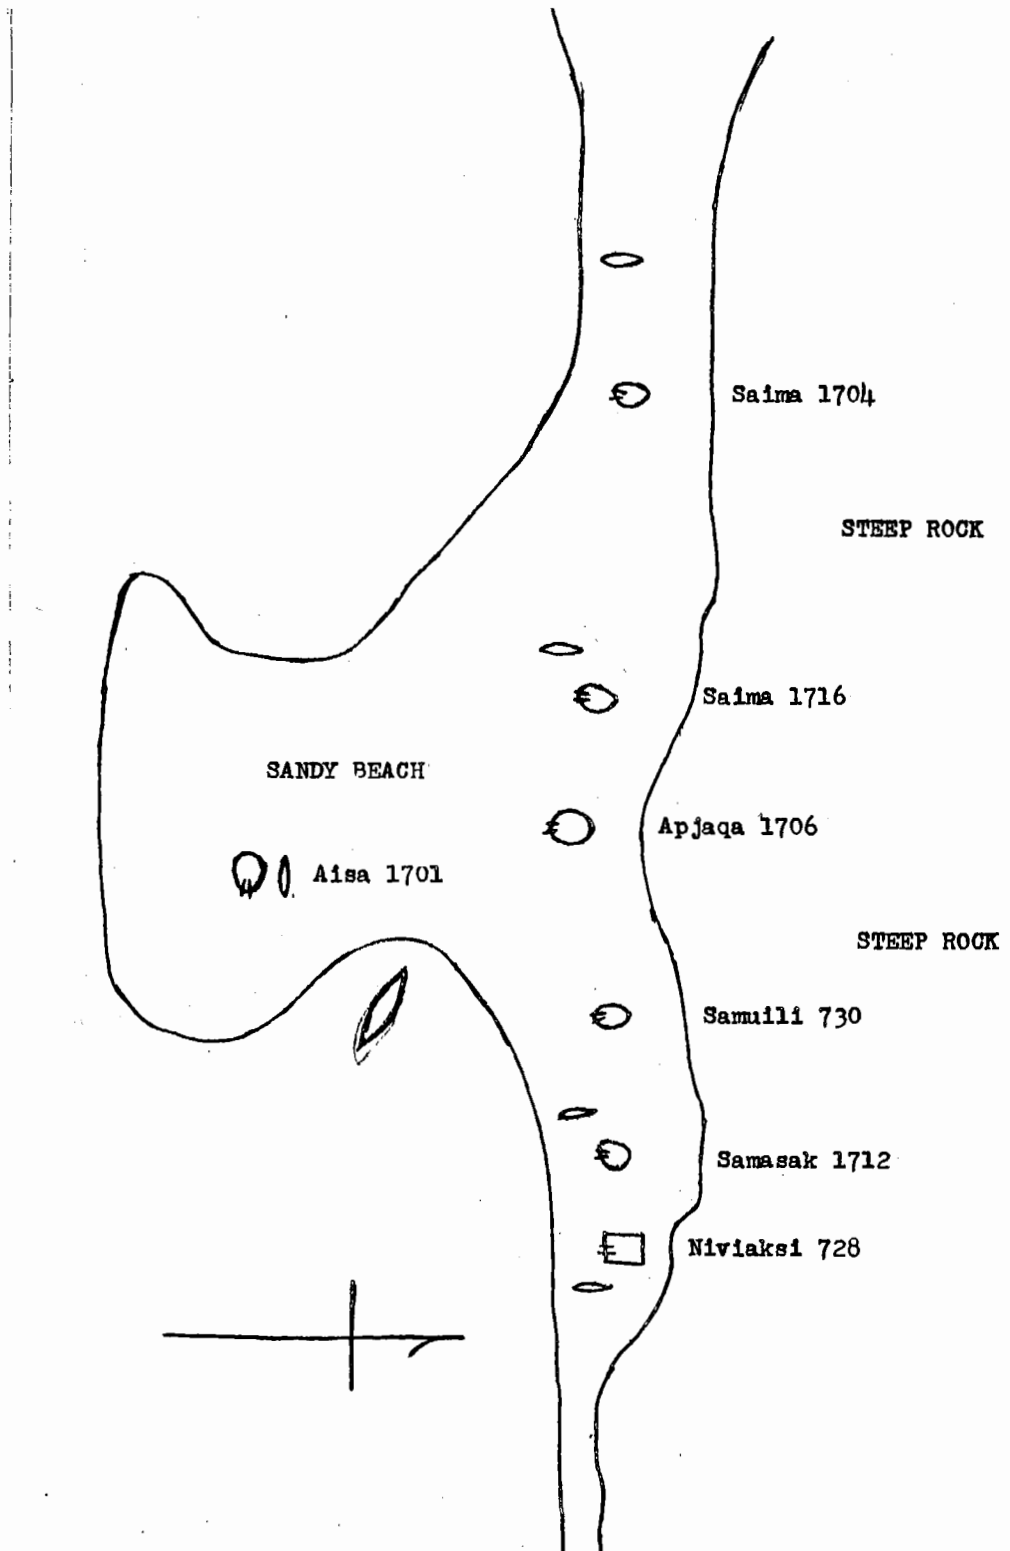 Saima 1704
STEEP ROCK
Saima 1716
SANDY BEACH
Apjaqa 1706
Aisa 1701
STEEP ROCK
Samuili 730
Samasak 1712
Niviaksi 728